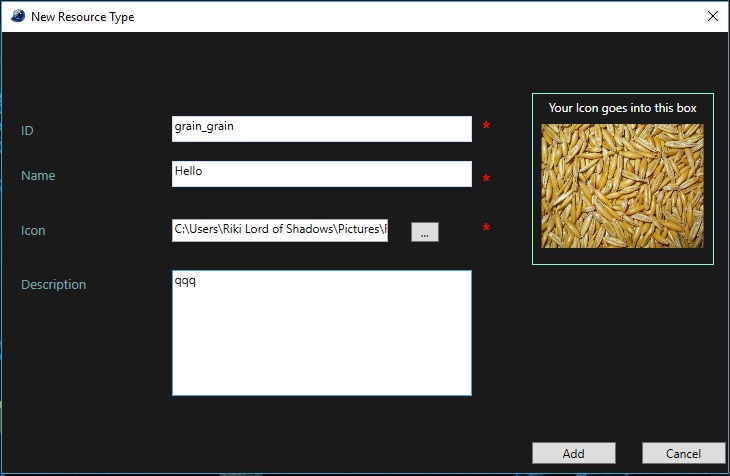 New Resource Type
Your Icon goes into this box
ID
grain_grain
*
Name
Hello
*
Icon
C:\Users\Riki Lord of Shadows\Pictures\
...
*
Description
qqq
Add
Cancel